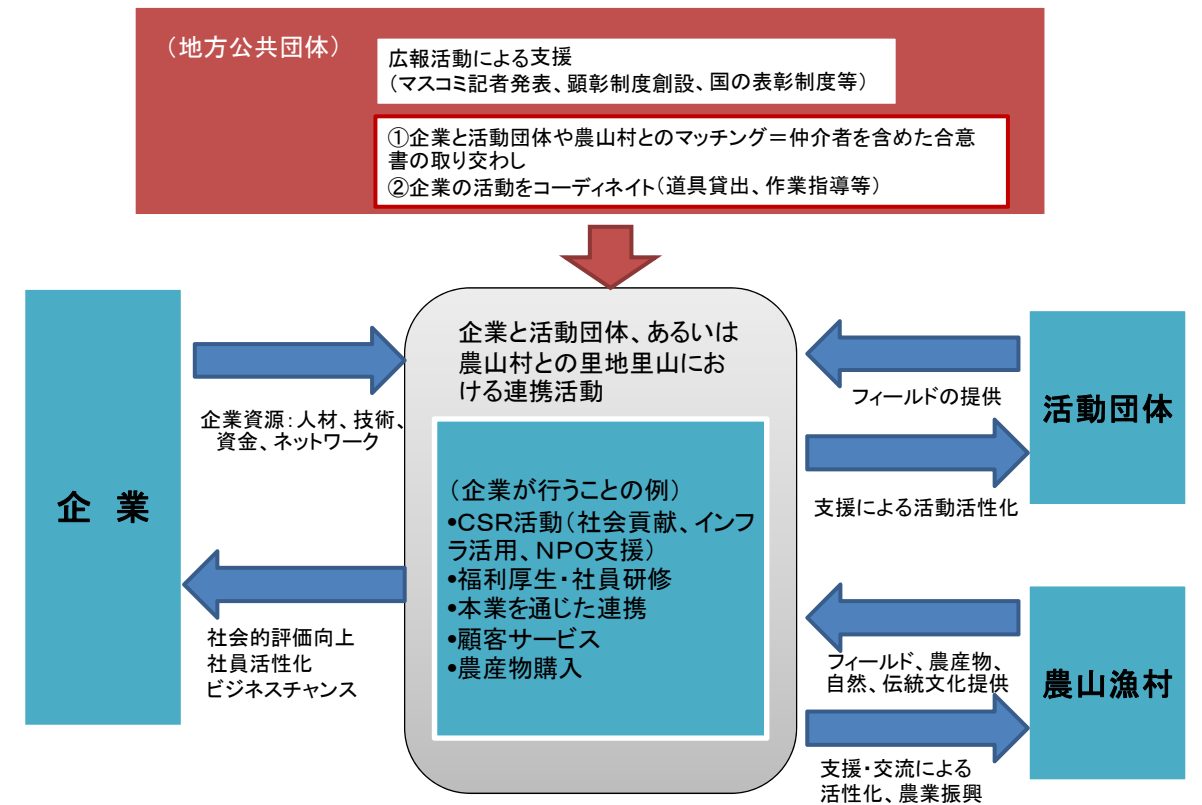 （地方公共団体）
広報活動による支援
（マスコミ記者発表、顕彰制度創設、国の表彰制度等）
①企業と活動団体や農山村とのマッチング＝仲介者を含めた合意
書の取り交わし
②企業の活動をコーディネイト（道具貸出、作業指導等）
企業と活動団体、あるいは
農山村との里地里山にお
ける連携活動
企業資源：人材、技術、
資金、ネットワーク
企　業
社会的評価向上
社員活性化
ビジネスチャンス
（企業が行うことの例）
•ＣＳＲ活動（社会貢献、インフ
ラ活用、ＮＰＯ支援）
•福利厚生・社員研修
•本業を通じた連携
•顧客サービス
•農産物購入
フィールドの提供
活動団体
支援による活動活性化
フィールド、農産物、
自然、伝統文化提供
農山漁村
支援・交流による
活性化、農業振興